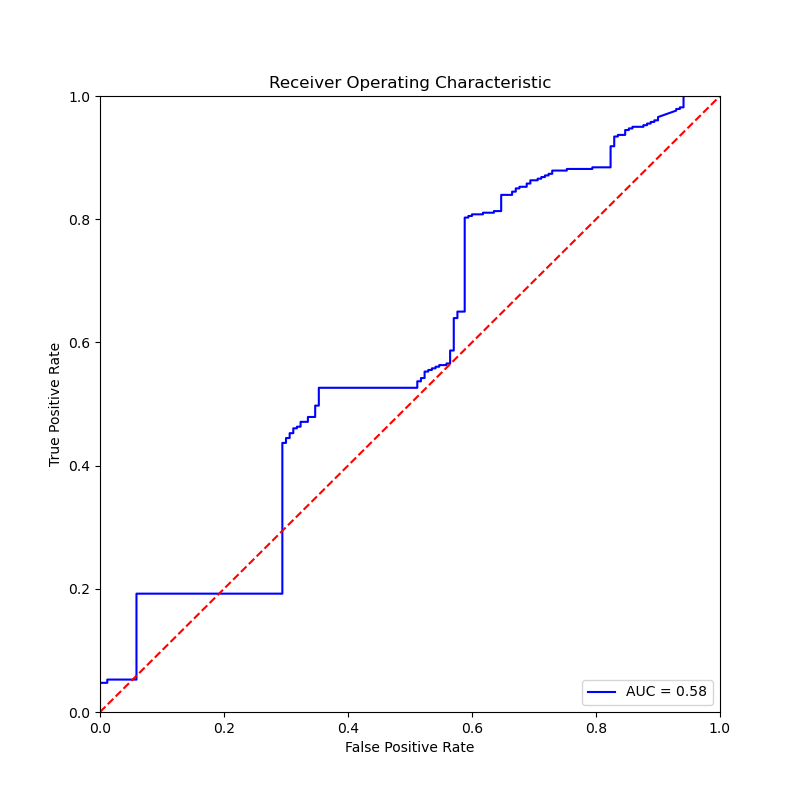 Receiver Operating Characteristic
1.0
0.8
0.6
0.4
0.2
0.0
True Positive Rate
AUC = 0.58
0.0 0.2 0.4 0.6 0.8 1.0
False Positive Rate